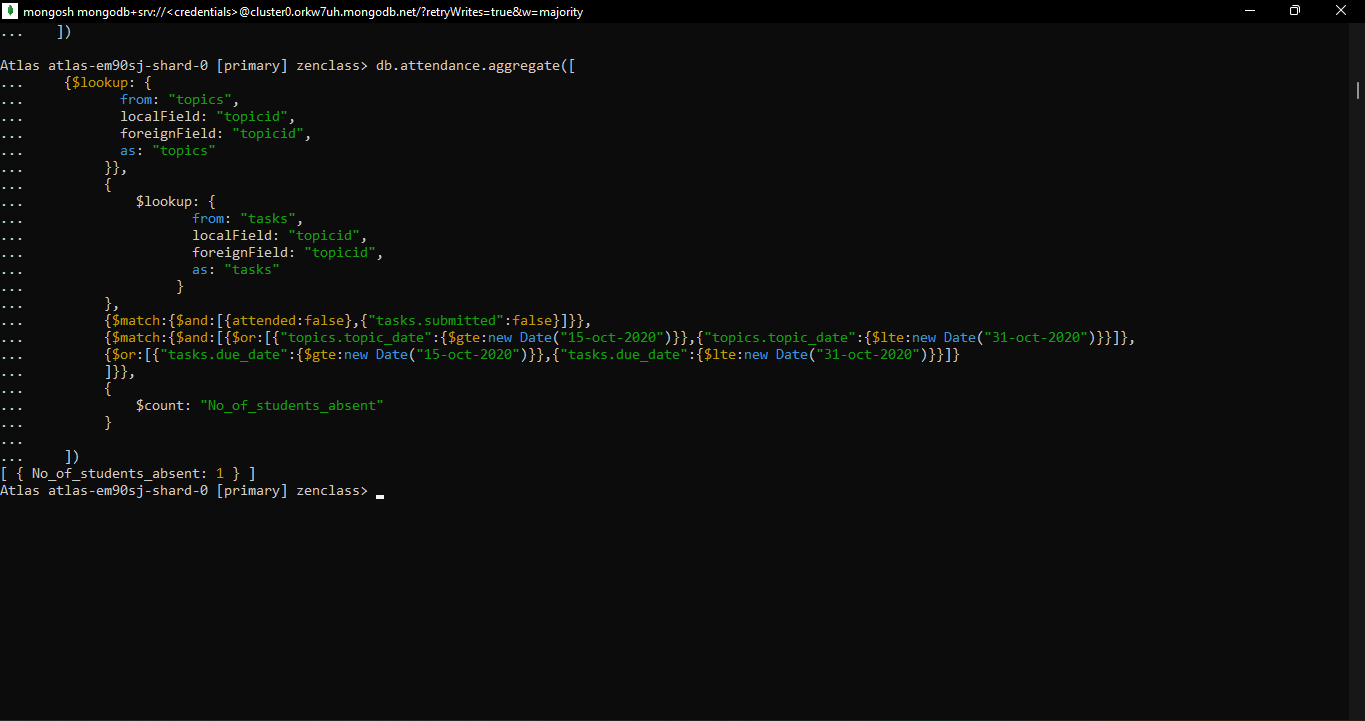 mongosh mongodb+srv://<credentials>@cluster0.orkw7uh.mongodb.net/?retryWrites=true&w=majority
... ])
Atlas atlas-em90sj-shard-0 [primary] zenclass> db.attendance.aggregate([
... {$lookup: {
... from: "topics",
... localField: "topicid",
... foreignField: "topicid",
... as: "topics"
... }},
... {
... $lookup: {
... from: "tasks",
... localField: "topicid",
... foreignField: "topicid",
... as: "tasks"
... }
... },
... {$match:{$and:[{attended:false},{"tasks.submitted":false}]}},
... {$match:{$and:[{$or:[{"topics.topic_date":{$gte:new Date("15-oct-2020")}},{"topics.topic_date":{$lte:new Date("31-oct-2020")}}]},
... {$or:[{"tasks.due_date":{$gte:new Date("15-oct-2020")}},{"tasks.due_date":{$lte:new Date("31-oct-2020")}}]}
... ]}},
... {
... $count: "No_of_students_absent"
... }
...
... ])
[ { No_of_students_absent: 1 } ]
Atlas atlas-em90sj-shard-0 [primary] zenclass>